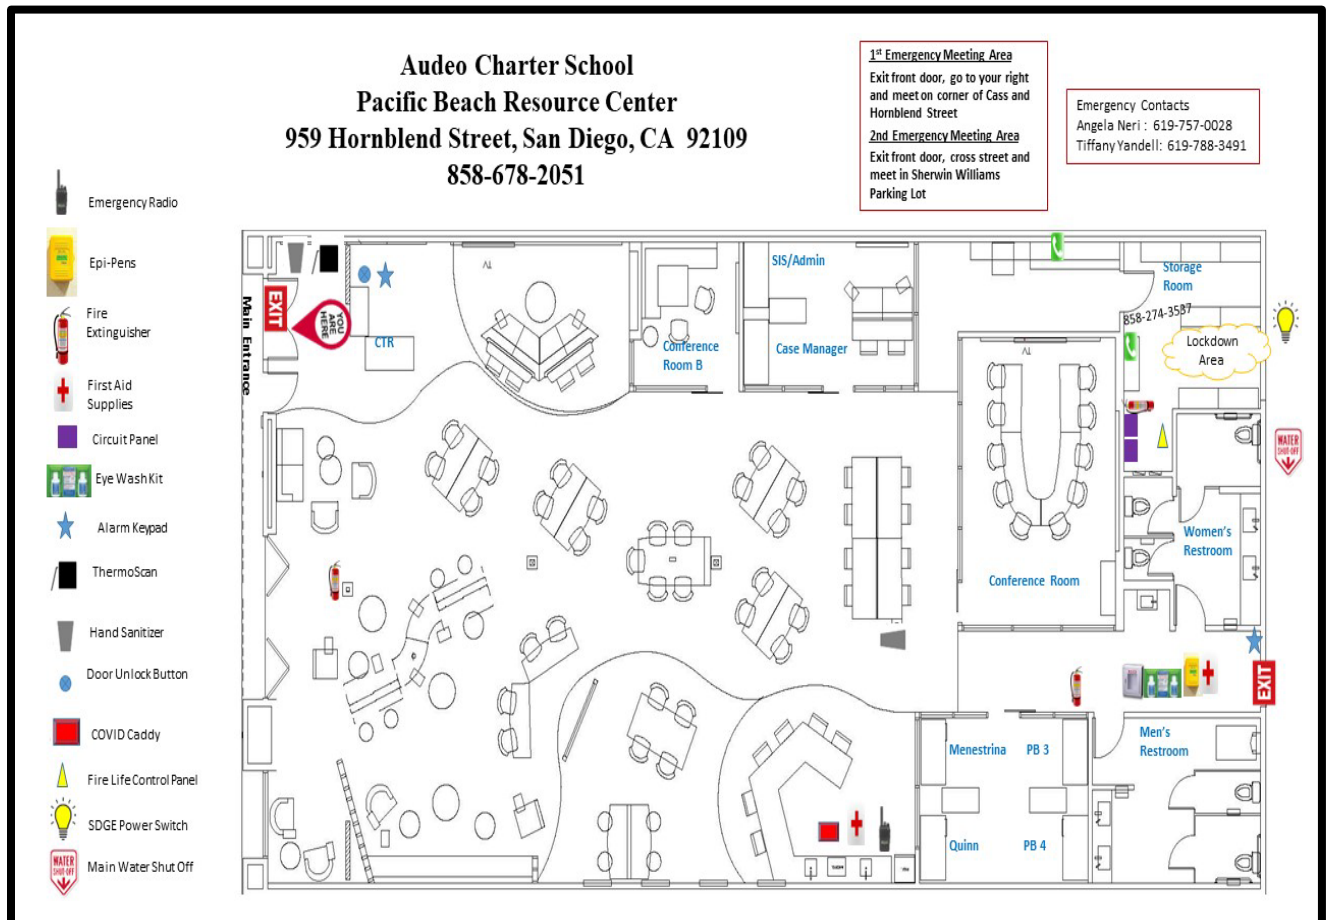 Audeo Charter School
Pacific Beach Resource Center
959 Hornblend Street, San Diego, CA 92109
858-678-2051
1st Emergency Meeting Area
Exit front door, go to your right
and meet on corner of Cass and
Hornblend Street
2nd Emergency Meeting Area
Exit front door, cross street and
meet in Sherwin Williams
Parking Lot
Emergency Contacts
Angela Neri : 619-757-0028
Tiffany Yandell: 619-788-3491
Emergency Radio
Epi-Pens
Fire
Extinguisher
First Aid
Supplies
Circuit Panel
Eye Wash Kit
Alarm Keypad
ThermoScan
Hand Sanitizer
Door Unlock Button
COVID Caddy
Fire Life Control Panel
SDGE Power Switch
WATER
SHUT-OFF
Main Water Shut Off
Main Entrance
EXIT
YOU
ARE
HERE
CTR
TV
Conference
Room B
SIS/Admin
Case Manager
Storage
Room
858-274-3537
Lockdown
Area
TV
WATER
SHUT-OFF
Women's
Restroom
Conference Room
EXIT
Menestrina
PB 3
Men's
Restroom
Quinn
PB 4